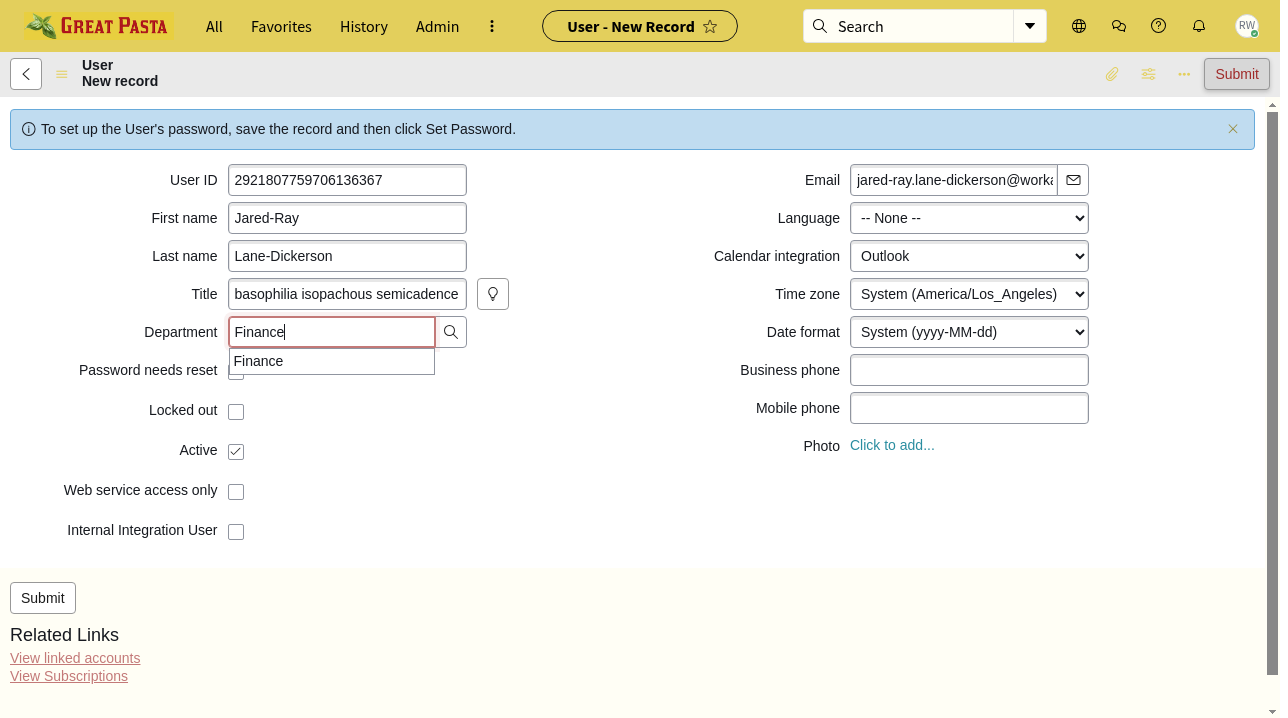 GREAT PASTA
All
Favorites
History
Admin
User - New Record
Search
RW
User
New record
Submit
To set up the User's password, save the record and then click Set Password.
User ID
2921807759706136367
First name
Jared-Ray
Last name
Lane-Dickerson
Title
basophilia isopachous semicadence
Department
Finance
Finance
Password needs reset
Locked out
Active
Web service access only
Internal Integration User
Email
jared-ray.lane-dickerson@worka
Language
-- None --
Calendar integration
Outlook
Time zone
System (America/Los_Angeles)
Date format
System (yyyy-MM-dd)
Business phone
Mobile phone
Photo
Click to add...
Submit
Related Links
View linked accounts
View Subscriptions